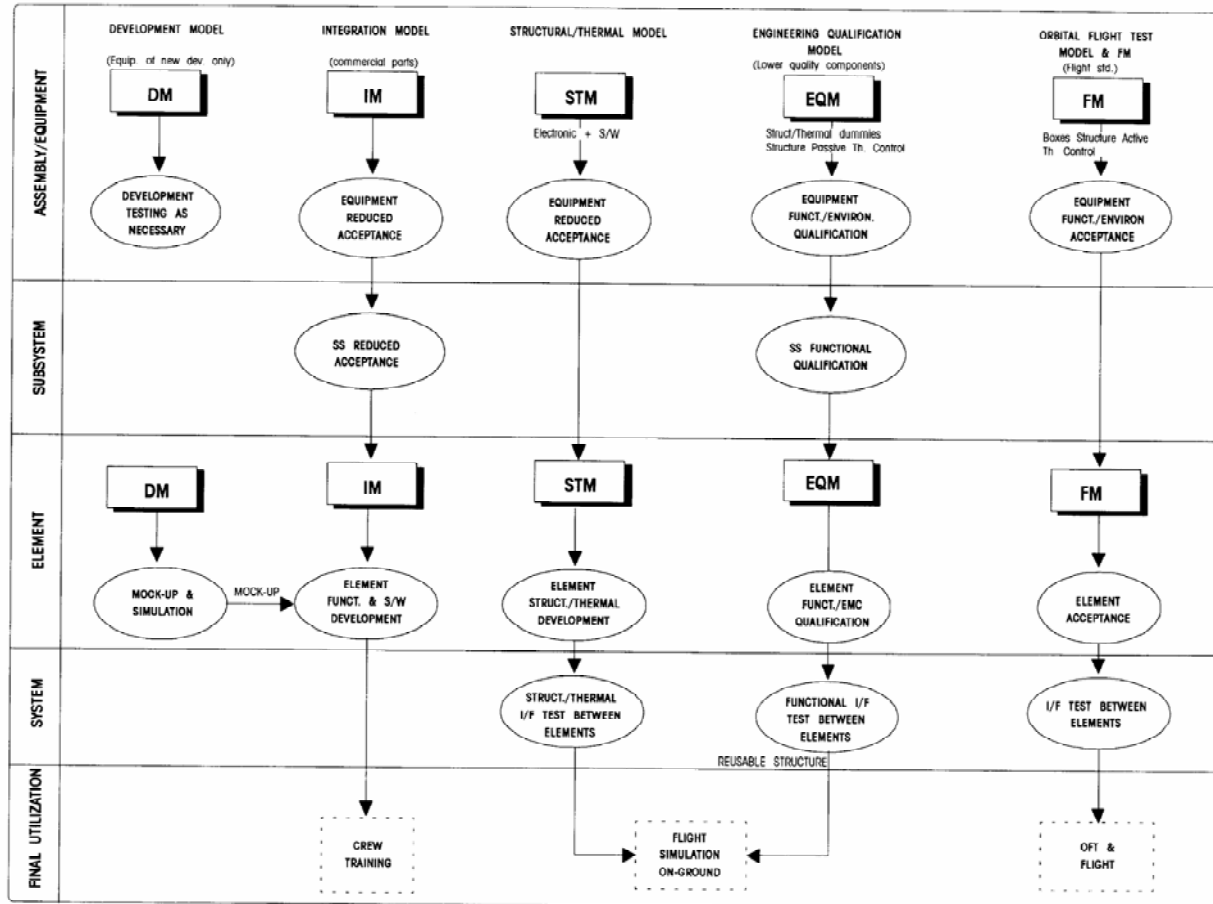 DEVELOPMENT MODEL
(Equip. of new dev. only)
DM
DEVELOPMENT
TESTING AS
NECESSARY
INTEGRATION MODEL
(commercial parts)
IM
EQUIPMENT
REDUCED
ACCEPTANCE
STRUCTURAL/THERMAL MODEL
STM
Electronic + S/W
EQUIPMENT
REDUCED
ACCEPTANCE
ENGINEERING QUALIFICATION
MODEL
(Lower quality components)
EQM
Struct/Thermal dummies
Structure Passive Th. Control
EQUIPMENT
FUNCT./ENVIRON.
QUALIFICATION
ORBITAL FLIGHT TEST
MODEL & FM
(Flight std.)
FM
Boxes Structure Active
Th Control
EQUIPMENT
FUNCT./ENVIRON
ACCEPTANCE
ASSEMBLY/EQUIPMENT
SUBSYSTEM
SS REDUCED
ACCEPTANCE
SS FUNCTIONAL
QUALIFICATION
ELEMENT
DM
MOCK-UP &
SIMULATION
MOCK-UP
IM
ELEMENT
FUNCT. & S/W
DEVELOPMENT
STM
ELEMENT
STRUCT./THERMAL
DEVELOPMENT
EQM
ELEMENT
FUNCT./EMC
QUALIFICATION
FM
ELEMENT
ACCEPTANCE
SYSTEM
STRUCT./THERMAL
I/F TEST BETWEEN
ELEMENTS
FUNCTIONAL I/F
TEST BETWEEN
ELEMENTS
I/F TEST BETWEEN
ELEMENTS
REUSABLE STRUCTURE
FINAL UTILIZATION
CREW
TRAINING
FLIGHT
SIMULATION
ON-GROUND
OFT &
FLIGHT